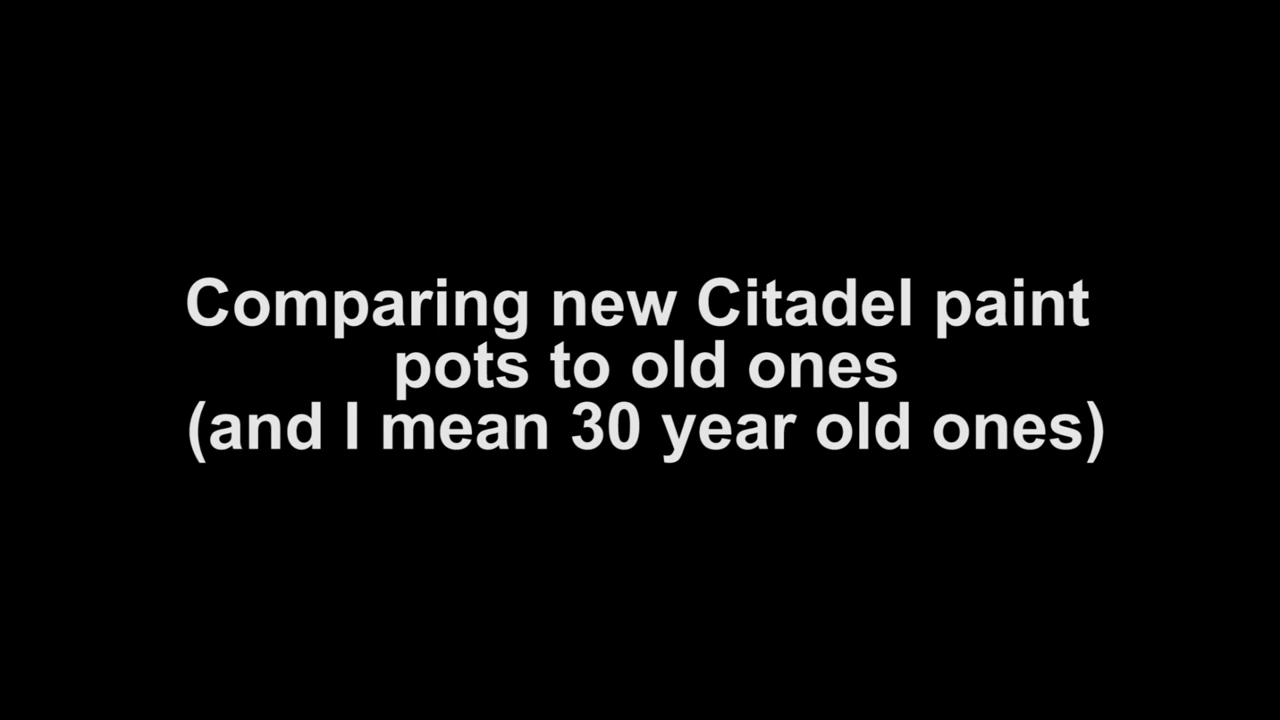 Comparing new Citadel paint
pots to old ones
(and I mean 30 year old ones)